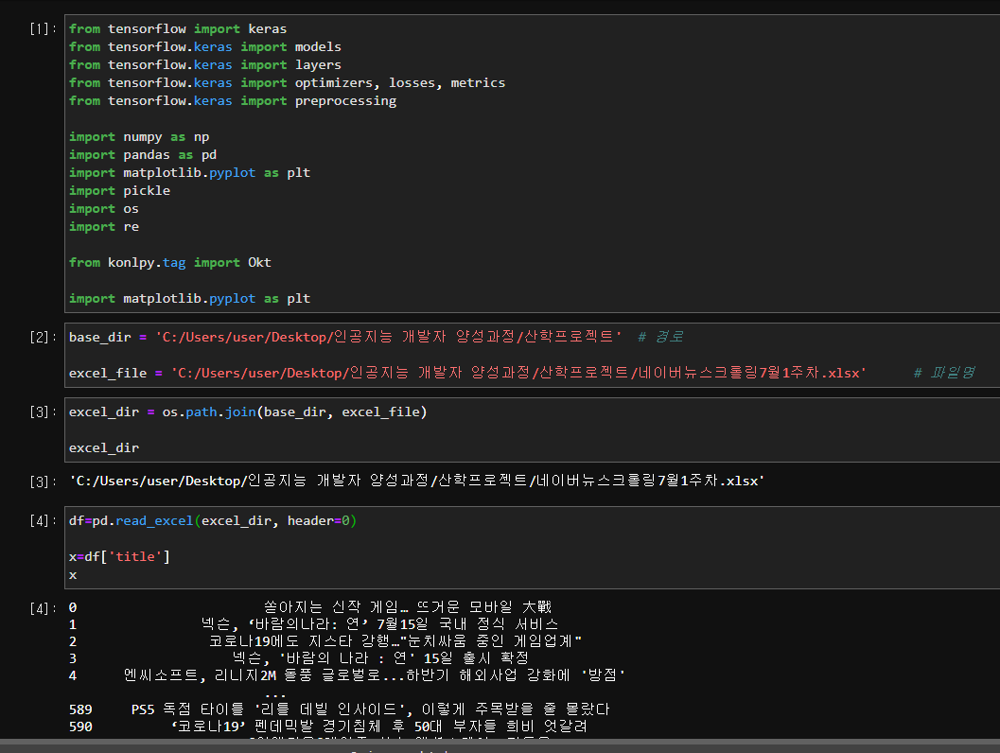 [1]: from tensorflow import keras
from tensorflow.keras import models
from tensorflow.keras import layers
from tensorflow.keras import optimizers, losses, metrics
from tensorflow.keras import preprocessing
import numpy as np
import pandas as pd
import matplotlib.pyplot as plt
import pickle
import os
import re
from konlpy.tag import Okt
import matplotlib.pyplot as plt
[2]: base_dir = 'C:/Users/user/Desktop/인공지능 개발자 양성과정/산학프로젝트' # 경로
excel_file = 'C:/Users/user/Desktop/인공지능 개발자 양성과정/산학프로젝트/네이버뉴스크롤링7월1주차.xlsx' # 파일명
[3]: excel_dir = os.path.join(base_dir, excel_file)
excel_dir
[3]: 'C:/Users/user/Desktop/인공지능 개발자 양성과정/산학프로젝트/네이버뉴스크롤링7월1주차.xlsx'
[4]: df=pd.read_excel(excel_dir, header=0)
x=df['title']
x
[4]: 0 쏟아지는 신작 게임… 뜨거운 모바일 大戰
1 넥슨, ‘바람의나라: 연’ 7월15일 국내 정식 서비스
2 코로나19에도 지스타 강행…"눈치싸움 중인 게임업계"
3 넥슨, '바람의 나라 : 연' 15일 출시 확정
4 엔씨소프트, 리니지2M 돌풍 글로벌로...하반기 해외사업 강화에 '방점'
...
589 PS5 독점 타이틀 '리틀 데빌 인사이드', 이렇게 주목받을 줄 몰랐다
590 ‘코로나19’ 펜데믹발 경기침체 후 50대 부자들 희비 엇갈려